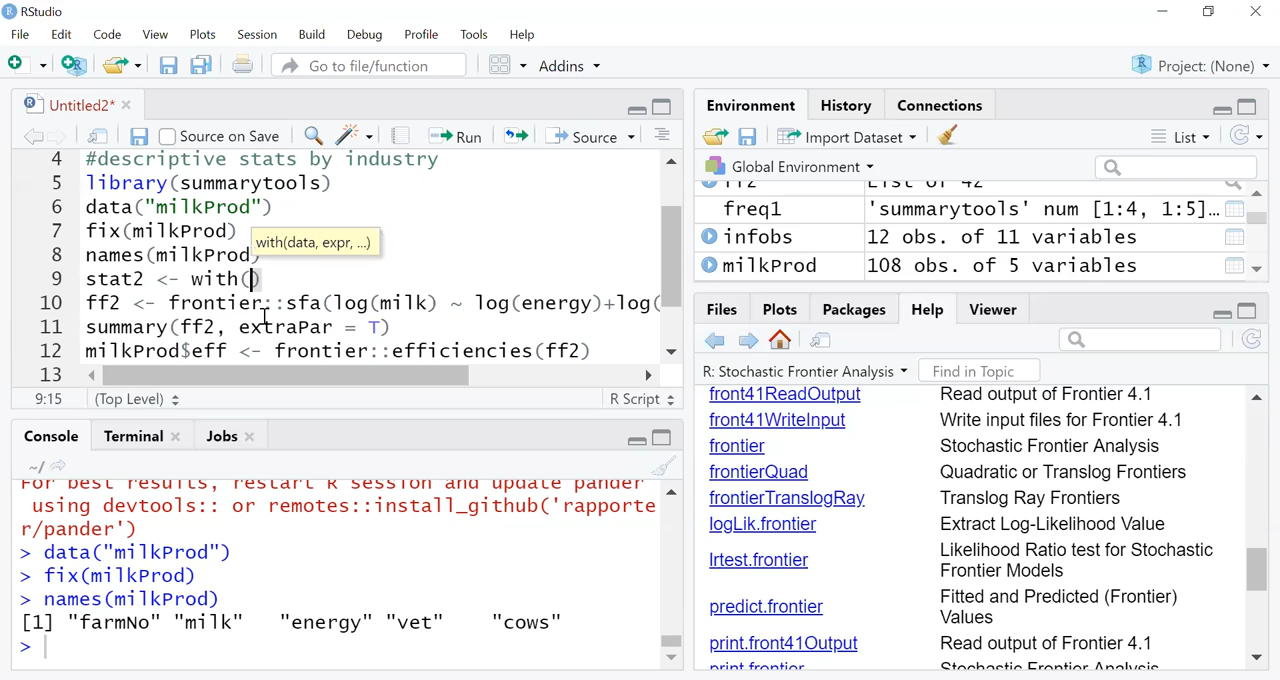 RStudio
File Edit Code View Plots Session Build Debug Profile Tools Help
Go to file/function Addins Project: (None)
Untitled2*
Source on Save Run Source
4 #descriptive stats by industry
5 library(summarytools)
6 data("milkProd")
7 fix(milkProd)
with(data, expr, ...)
8 names(milkProd)
9 stat2 <- with()
10 ff2 <- frontier::sfa(log(milk) ~ log(energy)+log(
11 summary(ff2, extraPar = T)
12 milkProd$eff <- frontier::efficiencies(ff2)
13
9:15 (Top Level) R Script
Console Terminal Jobs
~/
For best results, restart R session and update pander
using devtools:: or remotes::install_github('rapporte
r/pander')
> data("milkProd")
> fix(milkProd)
> names(milkProd)
[1] "farmNo" "milk" "energy" "vet" "cows"
>
Environment History Connections
Import Dataset List
Global Environment
ff2 List of 42
freq1 'summarytools' num [1:4, 1:5]...
infobs 12 obs. of 11 variables
milkProd 108 obs. of 5 variables
Files Plots Packages Help Viewer
R: Stochastic Frontier Analysis Find in Topic
front41ReadOutput Read output of Frontier 4.1
front41WriteInput Write input files for Frontier 4.1
frontier Stochastic Frontier Analysis
frontierQuad Quadratic or Translog Frontiers
frontierTranslogRay Translog Ray Frontiers
logLik.frontier Extract Log-Likelihood Value
lrtest.frontier Likelihood Ratio test for Stochastic
Frontier Models
predict.frontier Fitted and Predicted (Frontier)
Values
print.front41Output Read output of Frontier 4.1
print.frontier Stochastic Frontier Analysis